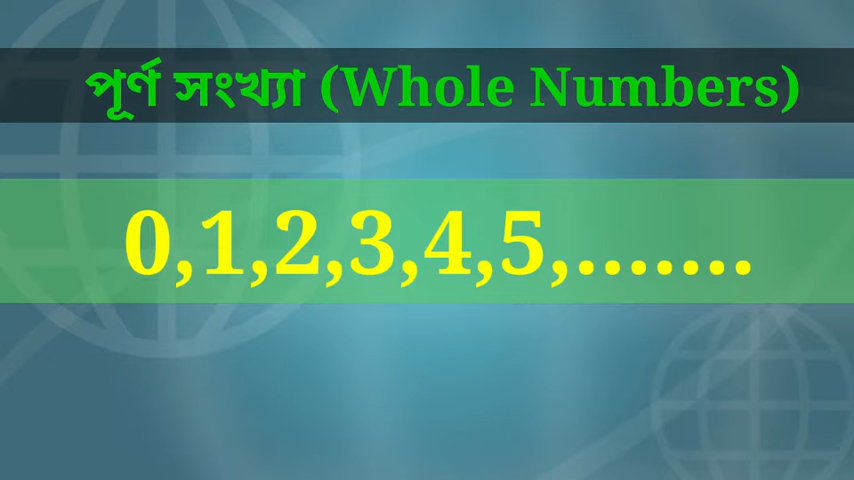 পূর্ণ সংখ্যা (Whole Numbers)
0,1,2,3,4,5,.......